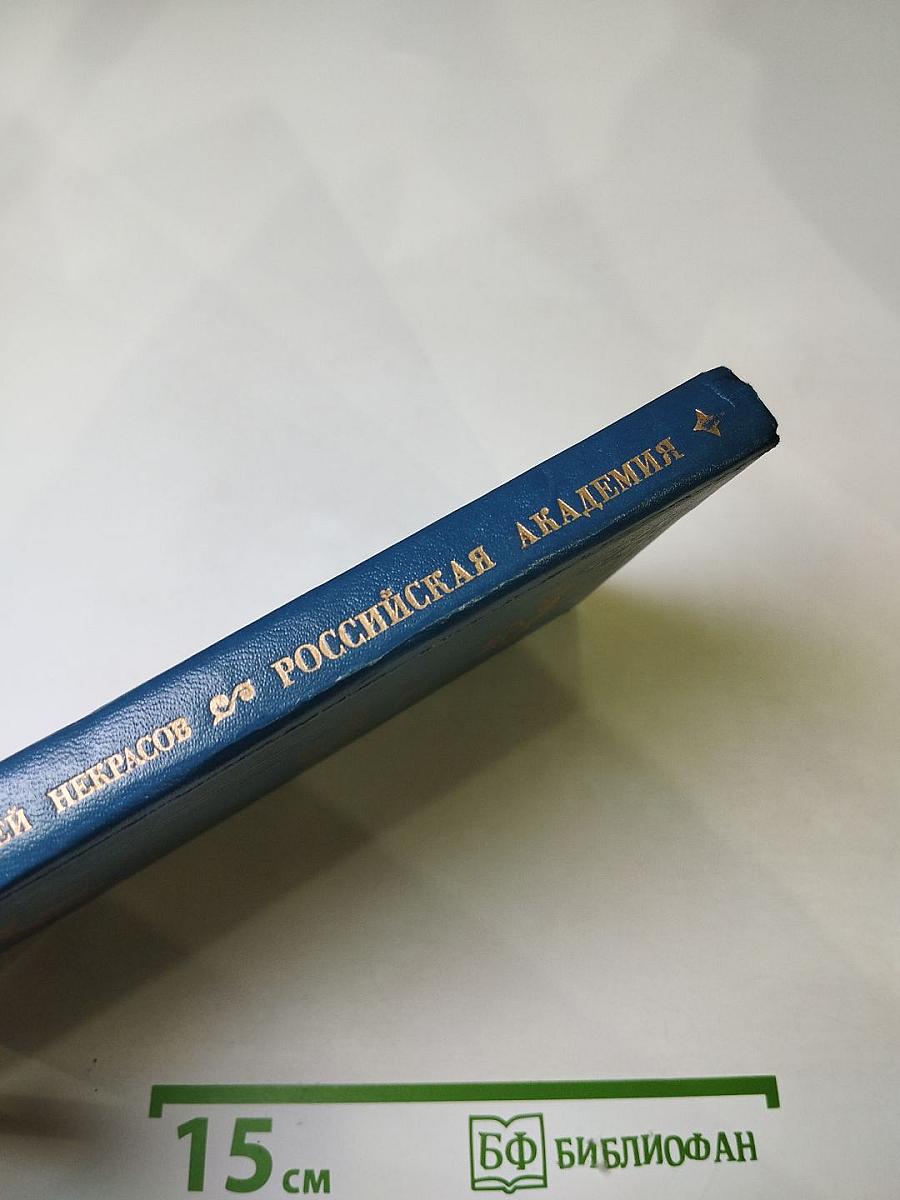 ЕЙ НЕКРАСОВ РОССИЙСКАЯ АКАДЕМИЯ
15 см
БФ БИБЛИОФАН